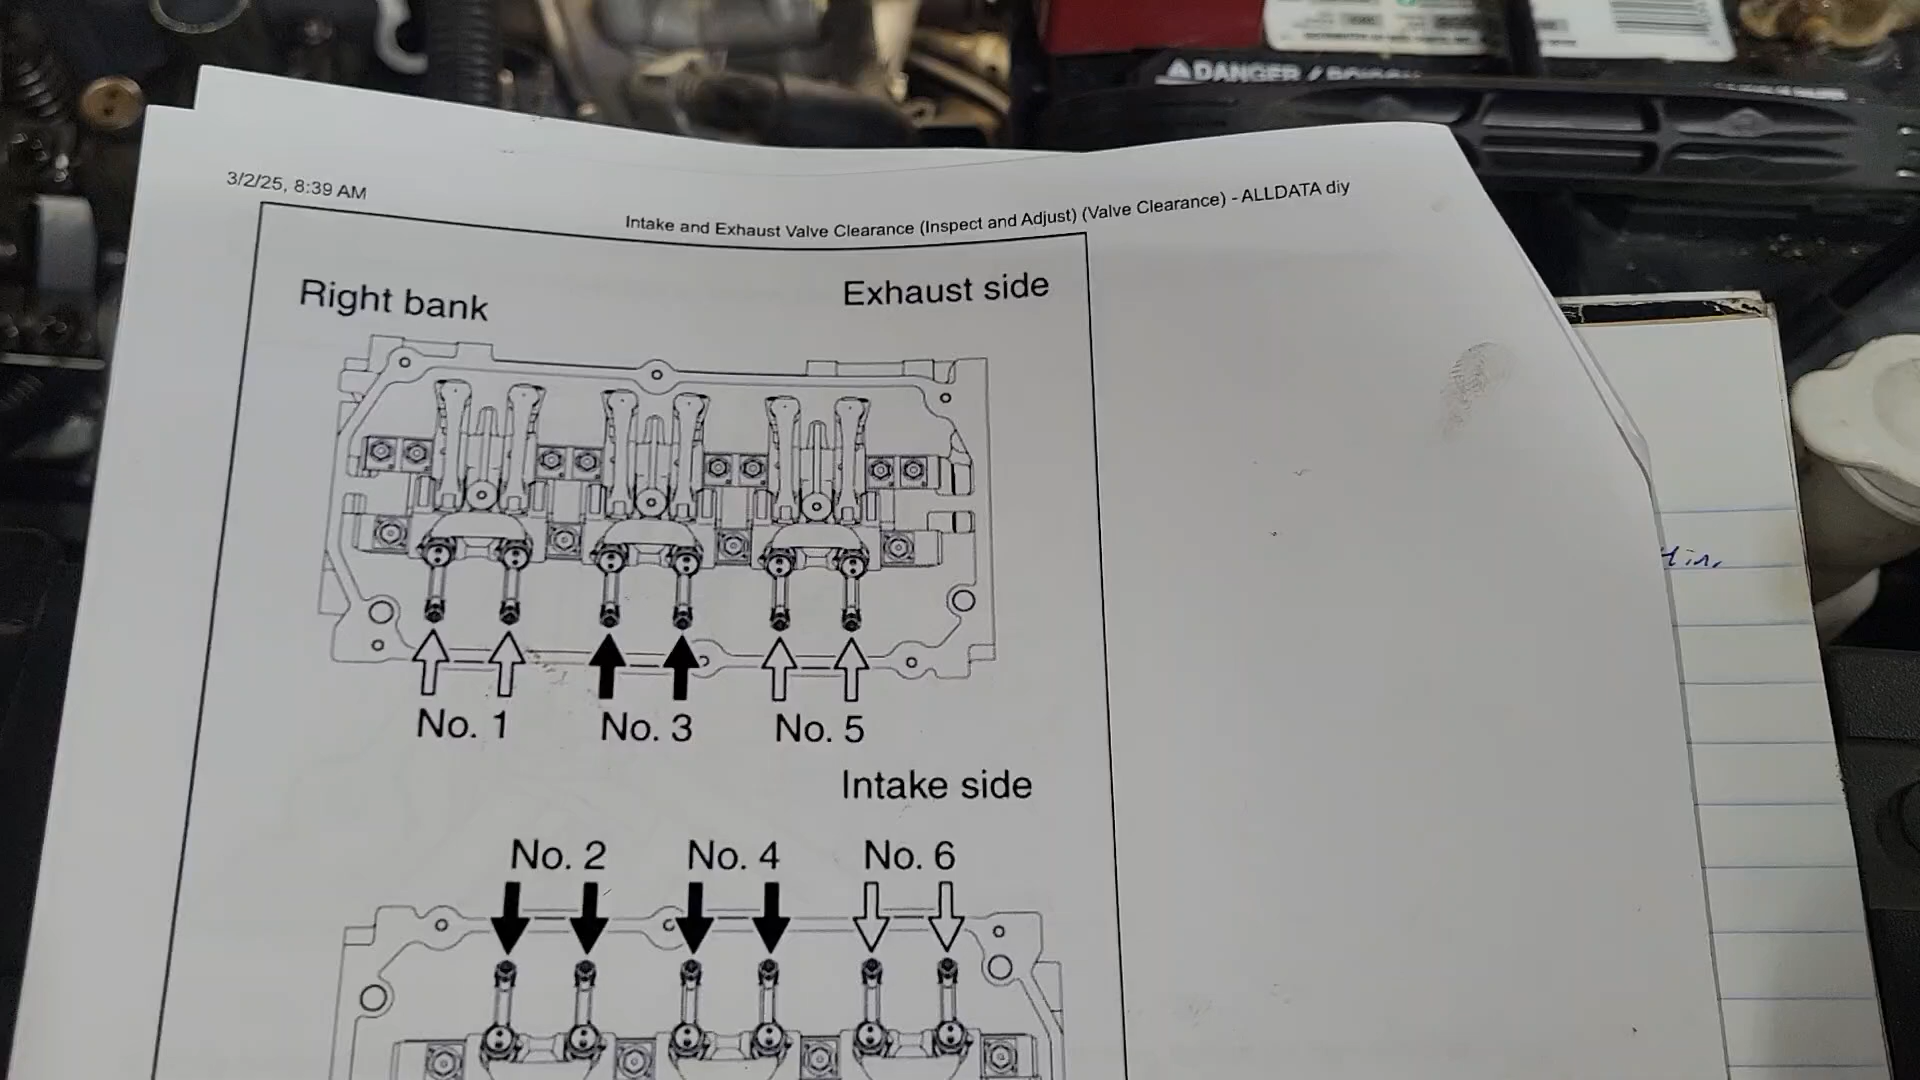 DANGER / POISON
3/2/25, 8:39 AM
Intake and Exhaust Valve Clearance (Inspect and Adjust) (Valve Clearance) - ALLDATA diy
Right bank
Exhaust side
No. 1
No. 3
No. 5
Intake side
No. 2
No. 4
No. 6